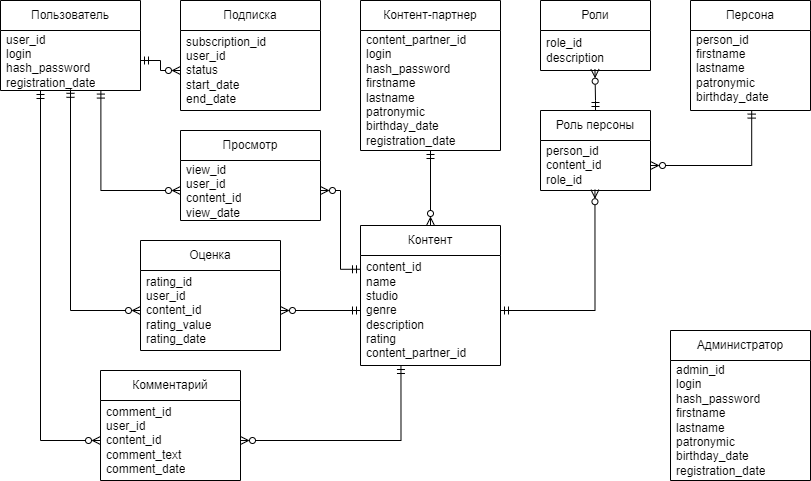 Пользователь
user_id
login
hash_password
registration_date
Подписка
subscription_id
user_id
status
start_date
end_date
Контент-партнер
content_partner_id
login
hash_password
firstname
lastname
patronymic
birthday_date
registration_date
Роли
role_id
description
Персона
person_id
firstname
lastname
patronymic
birthday_date
Просмотр
view_id
user_id
content_id
view_date
Роль персоны
person_id
content_id
role_id
Оценка
rating_id
user_id
content_id
rating_value
rating_date
Контент
content_id
name
studio
genre
description
rating
content_partner_id
Комментарий
comment_id
user_id
content_id
comment_text
comment_date
Администратор
admin_id
login
hash_password
firstname
lastname
patronymic
birthday_date
registration_date